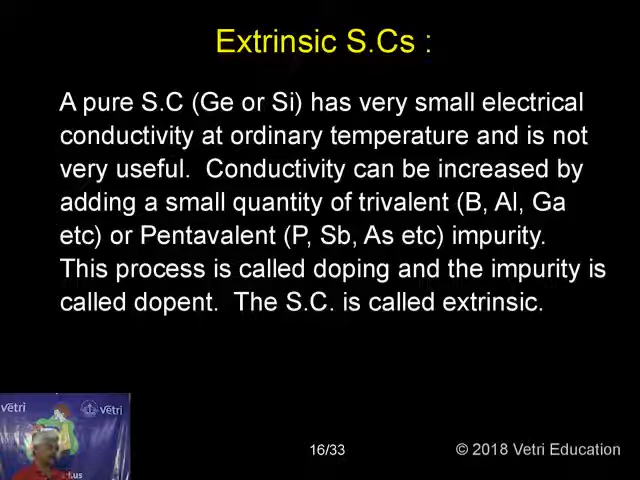 Extrinsic S.Cs :
A pure S.C (Ge or Si) has very small electrical
conductivity at ordinary temperature and is not
very useful.  Conductivity can be increased by
adding a small quantity of trivalent (B, Al, Ga
etc) or Pentavalent (P, Sb, As etc) impurity.
This process is called doping and the impurity is
called dopent.  The S.C. is called extrinsic.
vetri
vetri
.us
16/33
© 2018 Vetri Education